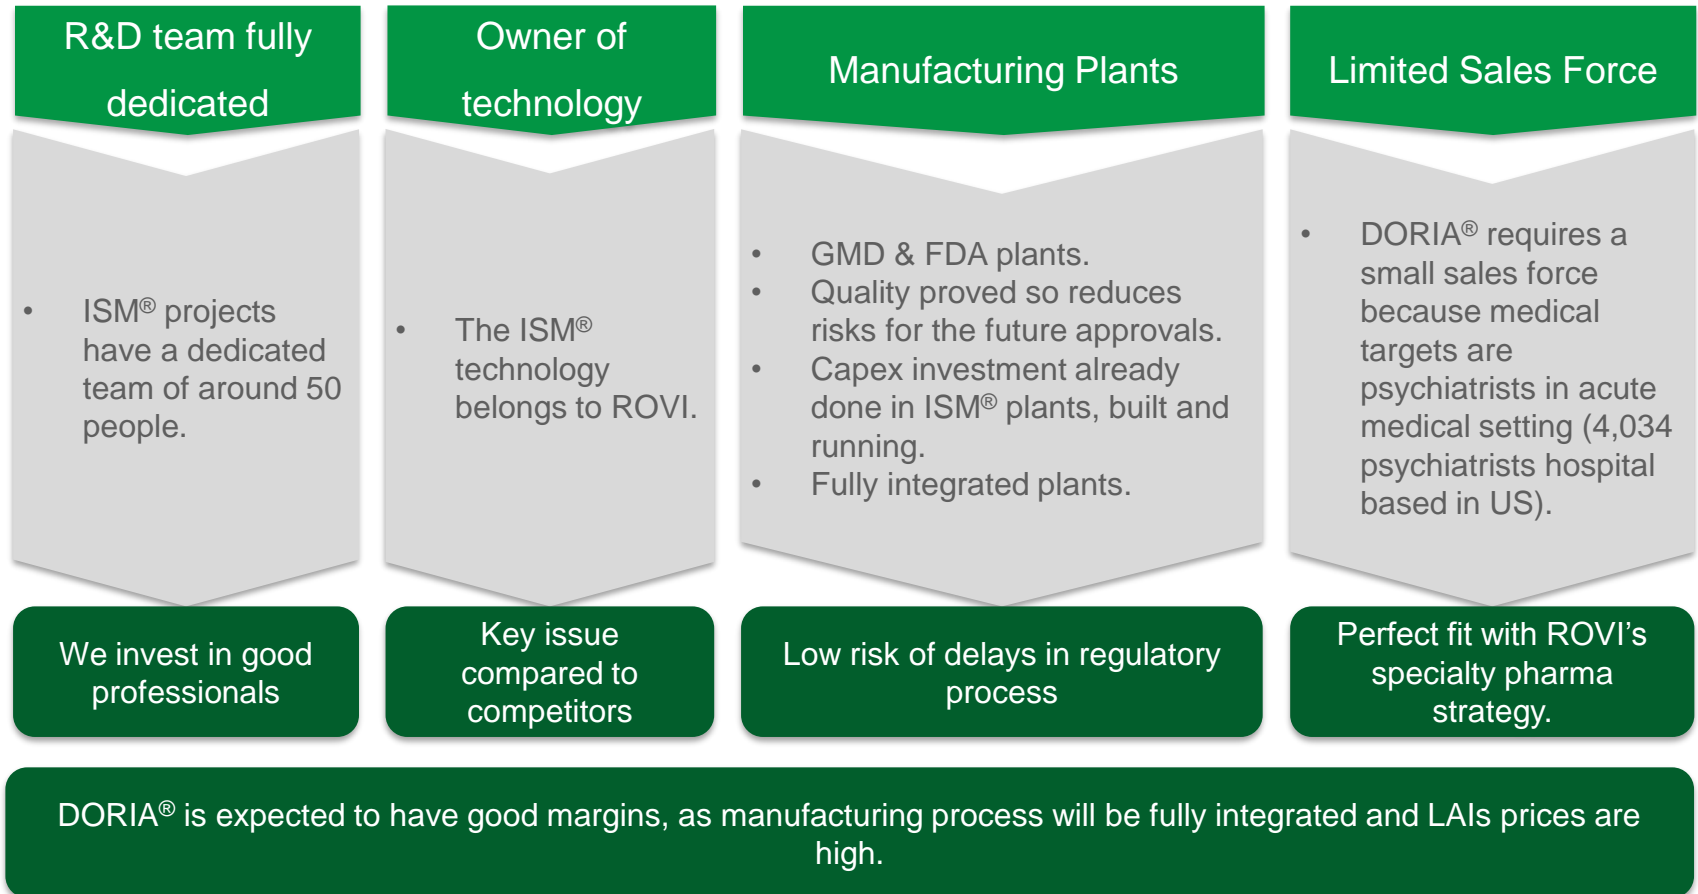 R&D team fully
dedicated
Owner of
technology
Manufacturing Plants
Limited Sales Force
• ISM® projects
have a dedicated
team of around 50
people.
• The ISM®
technology
belongs to ROVI.
• GMD & FDA plants.
• Quality proved so reduces
risks for the future approvals.
• Capex investment already
done in ISM® plants, built and
running.
• Fully integrated plants.
• DORIA® requires a
small sales force
because medical
targets are
psychiatrists in acute
medical setting (4,034
psychiatrists hospital
based in US).
We invest in good
professionals
Key issue
compared to
competitors
Low risk of delays in regulatory
process
Perfect fit with ROVI’s
specialty pharma
strategy.
DORIA® is expected to have good margins, as manufacturing process will be fully integrated and LAIs prices are
high.